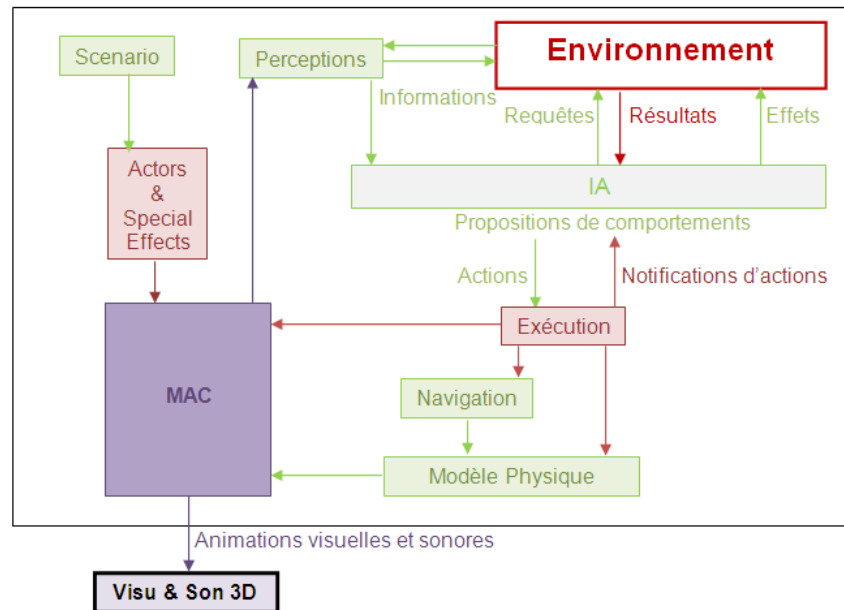 Environnement
Scenario
Perceptions
Informations
Requêtes
Résultats
Effets
Actors
&
Special
Effects
IA
Propositions de comportements
Actions
Notifications d'actions
Exécution
MAC
Navigation
Modèle Physique
Animations visuelles et sonores
Visu & Son 3D